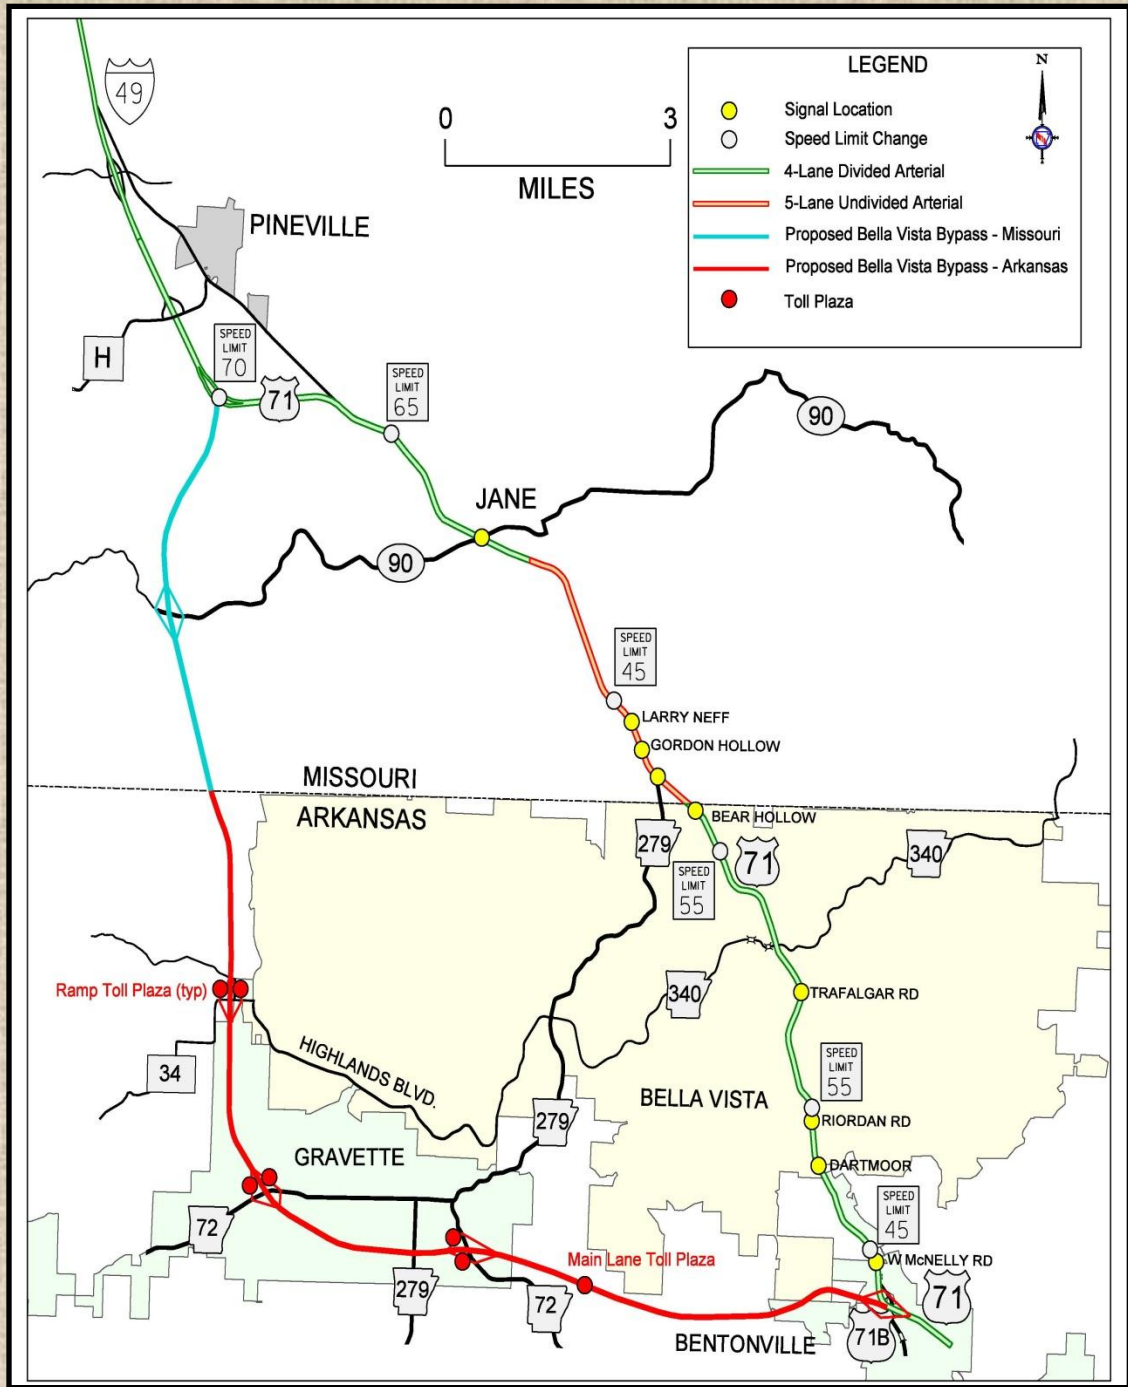 49
PINEVILLE
0
3
MILES
LEGEND
N
Signal Location
Speed Limit Change
4-Lane Divided Arterial
5-Lane Undivided Arterial
Proposed Bella Vista Bypass - Missouri
Proposed Bella Vista Bypass - Arkansas
Toll Plaza
H
SPEED
LIMIT
70
71
SPEED
LIMIT
65
90
JANE
90
SPEED
LIMIT
45
LARRY NEFF
GORDON HOLLOW
MISSOURI
ARKANSAS
BEAR HOLLOW
279
71
340
SPEED
LIMIT
55
Ramp Toll Plaza (typ)
340
TRAFALGAR RD
34
HIGHLANDS BLVD.
SPEED
LIMIT
55
BELLA VISTA
RIORDAN RD
279
GRAVETTE
DARTMOOR
72
SPEED
LIMIT
45
Main Lane Toll Plaza
W McNELLY RD
279
72
71
BENTONVILLE
71B